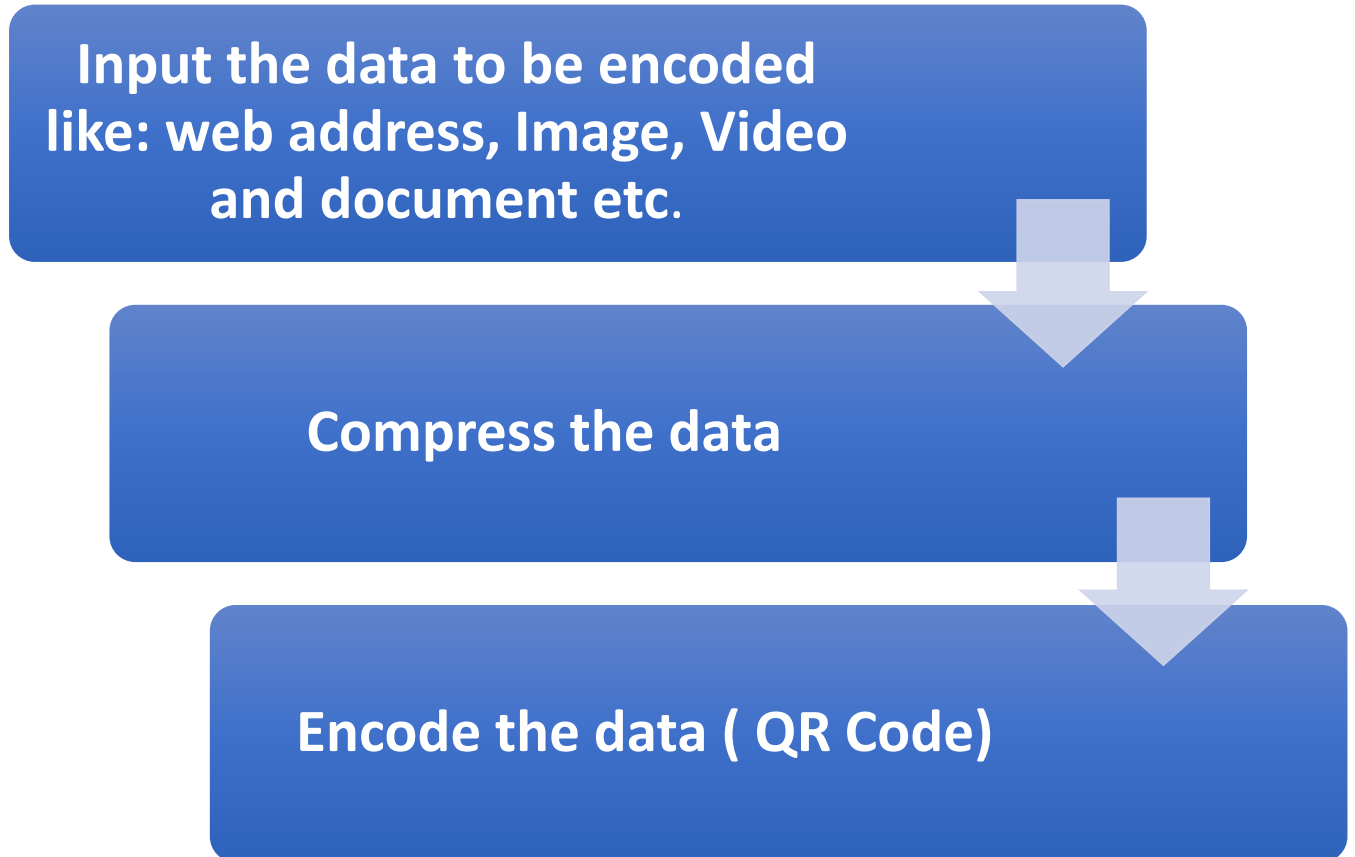 Input the data to be encoded
like: web address, Image, Video
and document etc.
Compress the data
Encode the data ( QR Code)